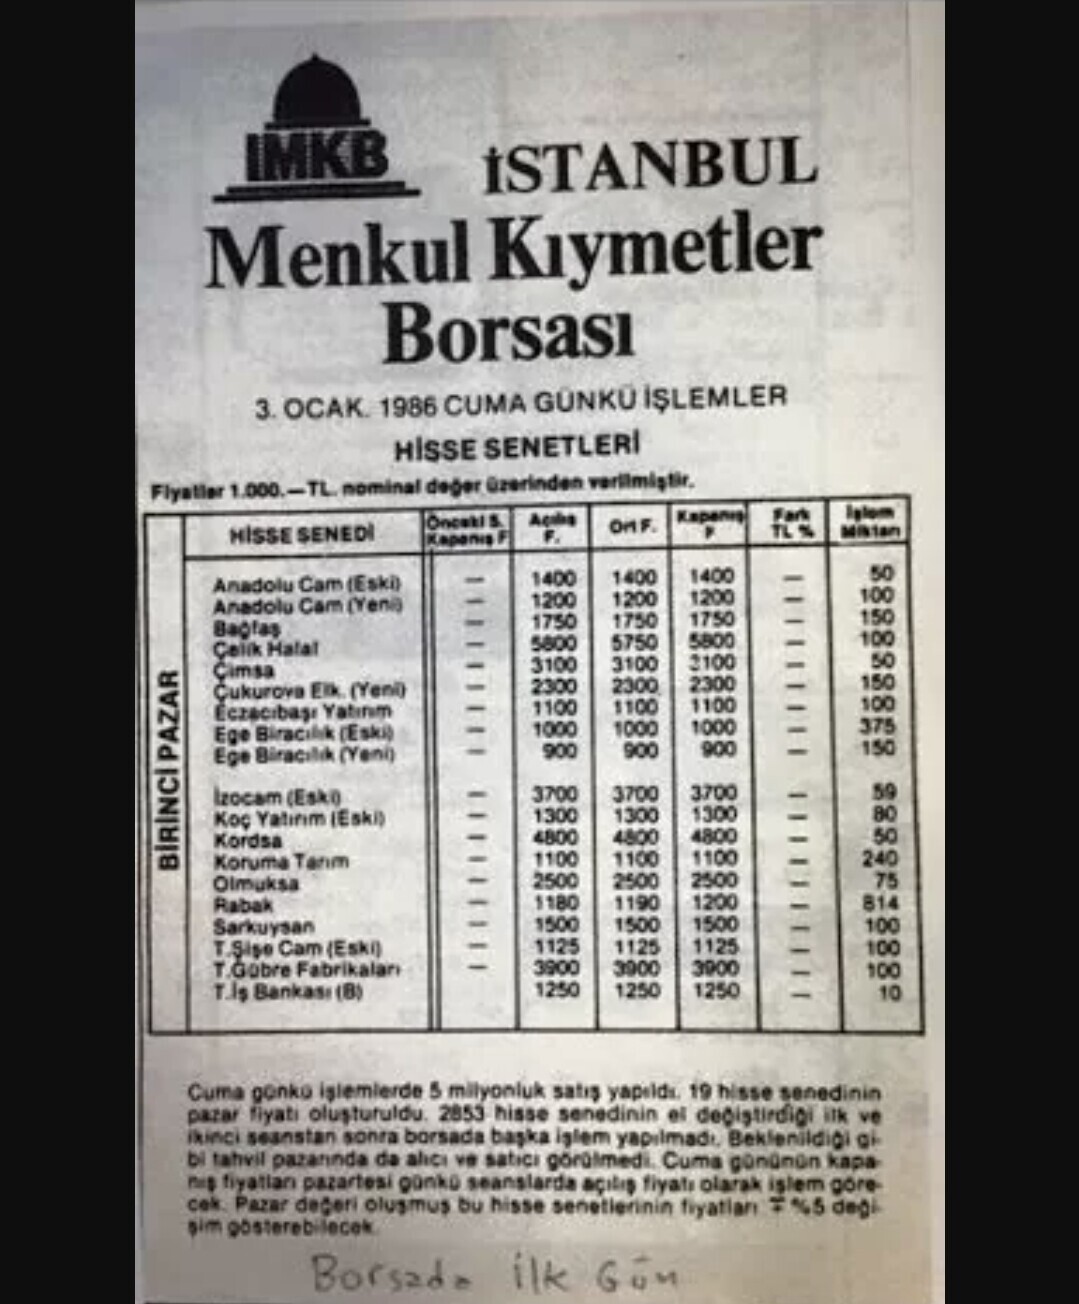 İMKB
İSTANBUL
Menkul Kıymetler
Borsası
3. OCAK. 1986 CUMA GÜNKÜ İŞLEMLER
HİSSE SENETLERİ
Fiyatlar 1.000.—TL. nominal değer üzerinden verilmiştir.
BİRİNCİ PAZAR
HİSSE SENEDİ Önceki S. Kapanış F Açılış F. Ort F. Kapanış F Fark TL % İşlem Miktarı
Anadolu Cam (Eski) — 1400 1400 1400 — 50
Anadolu Cam (Yeni) — 1200 1200 1200 — 100
Bağfaş — 1750 1750 1750 — 150
Çelik Halat — 5800 5750 5800 — 100
Çimsa — 3100 3100 3100 — 50
Çukurova Elk. (Yeni) — 2300 2300 2300 — 150
Eczacıbaşı Yatırım — 1100 1100 1100 — 100
Ege Biracılık (Eski) — 1000 1000 1000 — 375
Ege Biracılık (Yeni) — 900 900 900 — 150
İzocam (Eski) — 3700 3700 3700 — 59
Koç Yatırım (Eski) — 1300 1300 1300 — 80
Kordsa — 4800 4800 4800 — 50
Koruma Tarım — 1100 1100 1100 — 240
Olmuksa — 2500 2500 2500 — 75
Rabak — 1180 1190 1200 — 814
Sarkuysan — 1500 1500 1500 — 100
T.Şişe Cam (Eski) — 1125 1125 1125 — 100
T.Gübre Fabrikaları — 3900 3900 3900 — 100
T.İş Bankası (B) 1250 1250 1250 — 10
Cuma günkü işlemlerde 5 milyonluk satış yapıldı. 19 hisse senedinin
pazar fiyatı oluşturuldu. 2853 hisse senedinin el değiştirdiği ilk ve
ikinci seanstan sonra borsada başka işlem yapılmadı. Beklenildiği gi-
bi tahvil pazarında da alıcı ve satıcı görülmedi. Cuma gününün kapa-
nış fiyatları pazartesi günkü seanslarda açılış fiyatı olarak işlem göre-
cek. Pazar değeri oluşmuş bu hisse senetlerinin fiyatları ∓ %5 deği-
şim gösterebilecek.
Borsada İlk Gün